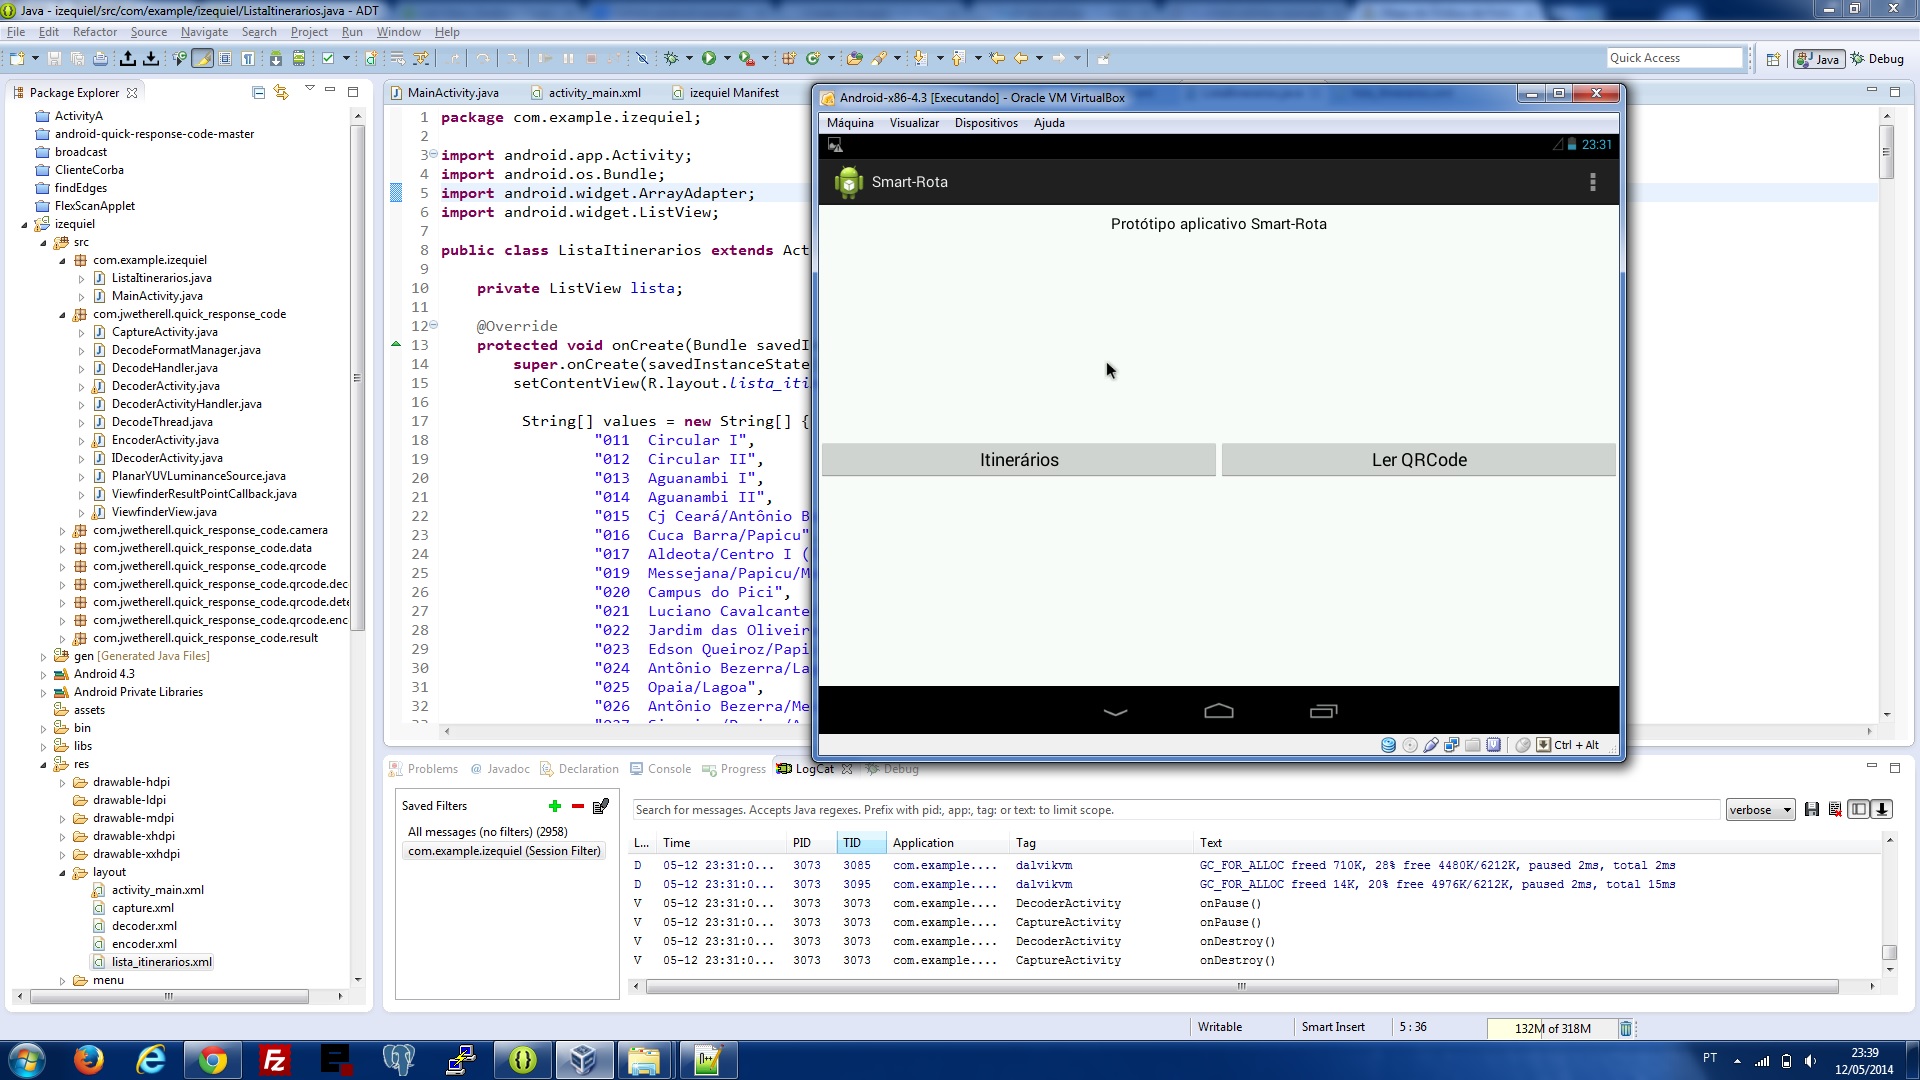 Java - izequiel/src/com/example/izequiel/ListaItinerarios.java - ADT
File Edit Refactor Source Navigate Search Project Run Window Help
Quick Access
Java
Debug
Package Explorer
ActivityA
android-quick-response-code-master
broadcast
ClienteCorba
findEdges
FlexScanApplet
izequiel
src
com.example.izequiel
ListaItinerarios.java
MainActivity.java
com.jwetherell.quick_response_code
CaptureActivity.java
DecodeFormatManager.java
DecodeHandler.java
DecoderActivity.java
DecoderActivityHandler.java
DecodeThread.java
EncoderActivity.java
IDecoderActivity.java
PlanarYUVLuminanceSource.java
ViewfinderResultPointCallback.java
ViewfinderView.java
com.jwetherell.quick_response_code.camera
com.jwetherell.quick_response_code.data
com.jwetherell.quick_response_code.qrcode
com.jwetherell.quick_response_code.qrcode.dec
com.jwetherell.quick_response_code.qrcode.dete
com.jwetherell.quick_response_code.qrcode.enc
com.jwetherell.quick_response_code.result
gen [Generated Java Files]
Android 4.3
Android Private Libraries
assets
bin
libs
res
drawable-hdpi
drawable-ldpi
drawable-mdpi
drawable-xhdpi
drawable-xxhdpi
layout
activity_main.xml
capture.xml
decoder.xml
encoder.xml
lista_itinerarios.xml
menu
MainActivity.java
activity_main.xml
izequiel Manifest
1 package com.example.izequiel;
2
3 import android.app.Activity;
4 import android.os.Bundle;
5 import android.widget.ArrayAdapter;
6 import android.widget.ListView;
7
8 public class ListaItinerarios extends Act
9
10 private ListView lista;
11
12 @Override
13 protected void onCreate(Bundle savedI
14 super.onCreate(savedInstanceState
15 setContentView(R.layout.lista_iti
16
17 String[] values = new String[] {
18 "011 Circular I",
19 "012 Circular II",
20 "013 Aguanambi I",
21 "014 Aguanambi II",
22 "015 Cj Ceará/Antônio B
23 "016 Cuca Barra/Papicu"
24 "017 Aldeota/Centro I (
25 "019 Messejana/Papicu/M
26 "020 Campus do Pici",
27 "021 Luciano Cavalcante
28 "022 Jardim das Oliveir
29 "023 Edson Queiroz/Papi
30 "024 Antônio Bezerra/La
31 "025 Opaia/Lagoa",
32 "026 Antônio Bezerra/Me
Android-x86-4.3 [Executando] - Oracle VM VirtualBox
Máquina Visualizar Dispositivos Ajuda
23:31
Smart-Rota
Protótipo aplicativo Smart-Rota
Itinerários
Ler QRCode
Ctrl + Alt
Problems @ Javadoc Declaration Console Progress LogCat Debug
Saved Filters
All messages (no filters) (2958)
com.example.izequiel (Session Filter)
Search for messages. Accepts Java regexes. Prefix with pid:, app:, tag: or text: to limit scope.
verbose
L... Time PID TID Application Tag Text
D 05-12 23:31:0... 3073 3085 com.example.... dalvikvm GC_FOR_ALLOC freed 710K, 28% free 4480K/6212K, paused 2ms, total 2ms
D 05-12 23:31:0... 3073 3095 com.example.... dalvikvm GC_FOR_ALLOC freed 14K, 20% free 4976K/6212K, paused 2ms, total 15ms
V 05-12 23:31:0... 3073 3073 com.example.... DecoderActivity onPause()
V 05-12 23:31:0... 3073 3073 com.example.... CaptureActivity onPause()
V 05-12 23:31:0... 3073 3073 com.example.... DecoderActivity onDestroy()
V 05-12 23:31:0... 3073 3073 com.example.... CaptureActivity onDestroy()
Writable
Smart Insert
5 : 36
132M of 318M
PT
23:39
12/05/2014